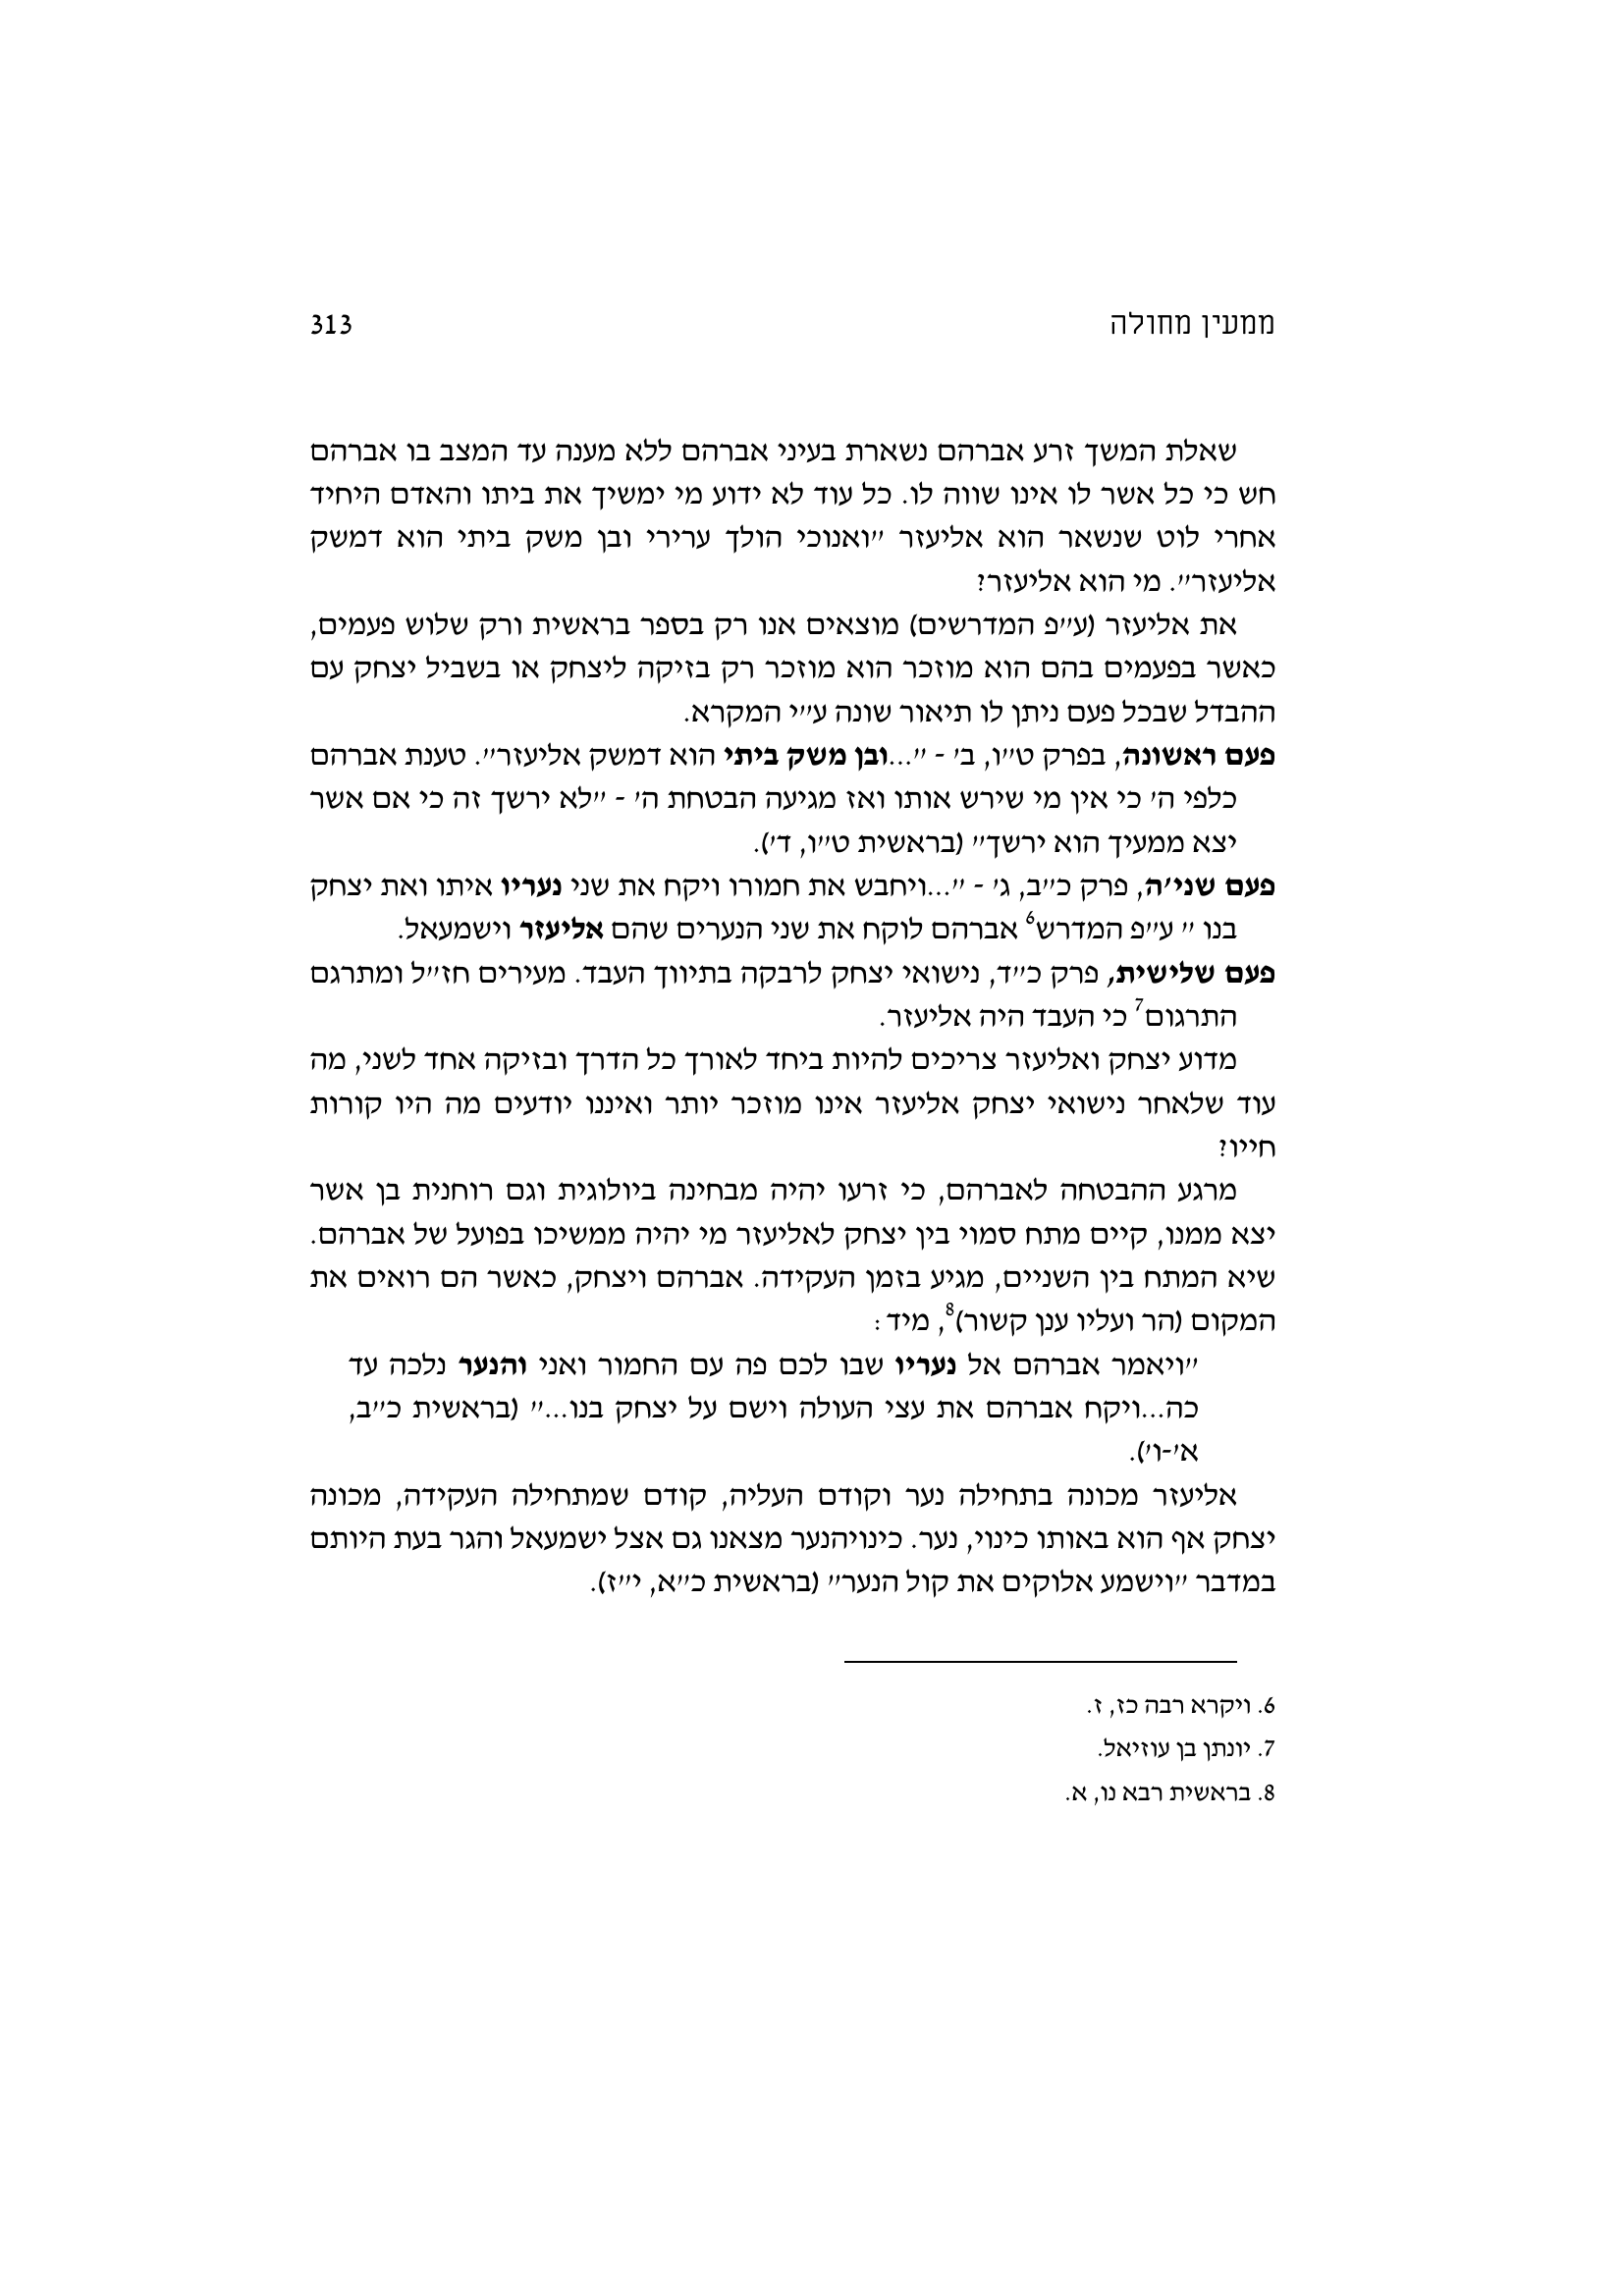 ממעין מחולה 313
שאלת המשך זרע אברהם נשארת בעיני אברהם ללא מענה עד המצב בו אברהם
חש כי כל אשר לו אינו שווה לו. כל עוד לא ידוע מי ימשיך את ביתו והאדם היחיד
אחרי לוט שנשאר הוא אליעזר ״ואנוכי הולך ערירי ובן משק ביתי הוא דמשק
אליעזר״. מי הוא אליעזר?
את אליעזר (ע״פ המדרשים) מוצאים אנו רק בספר בראשית ורק שלוש פעמים,
כאשר בפעמים בהם הוא מוזכר הוא מוזכר רק בזיקה ליצחק או בשביל יצחק עם
ההבדל שבכל פעם ניתן לו תיאור שונה ע״י המקרא.
פעם ראשונה, בפרק ט״ו, ב׳ - ״...ובן משק ביתי הוא דמשק אליעזר״. טענת אברהם
כלפי ה׳ כי אין מי שירש אותו ואז מגיעה הבטחת ה׳ - ״לא ירשך זה כי אם אשר
יצא ממעיך הוא ירשך״ (בראשית ט״ו, ד׳).
פעם שני׳ה, פרק כ״ב, ג׳ - ״...ויחבש את חמורו ויקח את שני נעריו איתו ואת יצחק
בנו ״ ע״פ המדרש6 אברהם לוקח את שני הנערים שהם אליעזר וישמעאל.
פעם שלישית, פרק כ״ד, נישואי יצחק לרבקה בתיווך העבד. מעירים חז״ל ומתרגם
התרגום7 כי העבד היה אליעזר.
מדוע יצחק ואליעזר צריכים להיות ביחד לאורך כל הדרך ובזיקה אחד לשני, מה
עוד שלאחר נישואי יצחק אליעזר אינו מוזכר יותר ואיננו יודעים מה היו קורות
חייו?
מרגע ההבטחה לאברהם, כי זרעו יהיה מבחינה ביולוגית וגם רוחנית בן אשר
יצא ממנו, קיים מתח סמוי בין יצחק לאליעזר מי יהיה ממשיכו בפועל של אברהם.
שיא המתח בין השניים, מגיע בזמן העקידה. אברהם ויצחק, כאשר הם רואים את
המקום (הר ועליו ענן קשור)8, מיד:
״ויאמר אברהם אל נעריו שבו לכם פה עם החמור ואני והנער נלכה עד
כה...ויקח אברהם את עצי העולה וישם על יצחק בנו...״ (בראשית כ״ב,
א׳-ו׳).
אליעזר מכונה בתחילה נער וקודם העליה, קודם שמתחילה העקידה, מכונה
יצחק אף הוא באותו כינוי, נער. כינויהנער מצאנו גם אצל ישמעאל והגר בעת היותם
במדבר ״וישמע אלוקים את קול הנער״ (בראשית כ״א, י״ז).
6. ויקרא רבה כז, ז.
7. יונתן בן עוזיאל.
8. בראשית רבא נו, א.